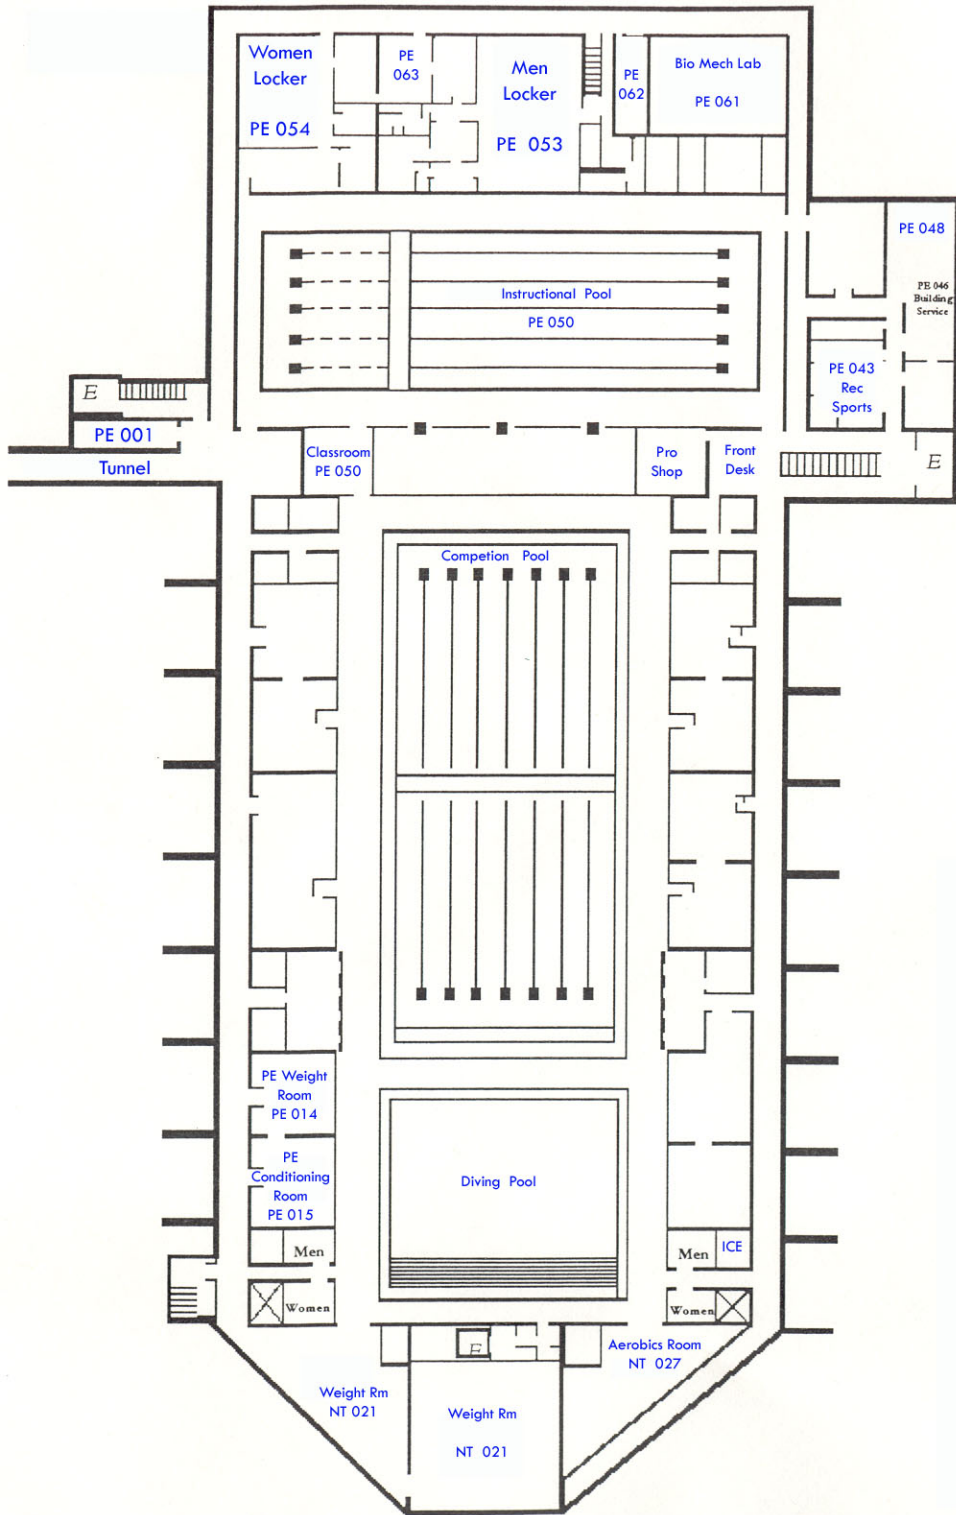 Women
Locker
PE 054
PE
063
Men
Locker
PE 053
PE
062
Bio Mech Lab
PE 061
PE 048
PE 046
Building
Service
Instructional Pool
PE 050
PE 043
Rec
Sports
E
PE 001
Tunnel
Classroom
PE 050
Pro
Shop
Front
Desk
E
Competion Pool
PE Weight
Room
PE 014
PE
Conditioning
Room
PE 015
Diving Pool
Men
Women
Men
ICE
Women
E
Aerobics Room
NT 027
Weight Rm
NT 021
Weight Rm
NT 021